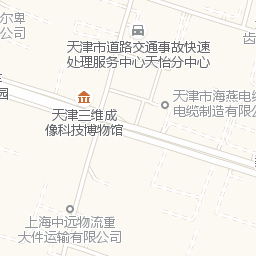 尔卑
齿
天津市道路交通事故快速
处理服务中心天怡分中心
园
天津市海燕电缆
电缆制造有限公
天津三维成
像科技博物馆
上海中远物流重
大件运输有限公司